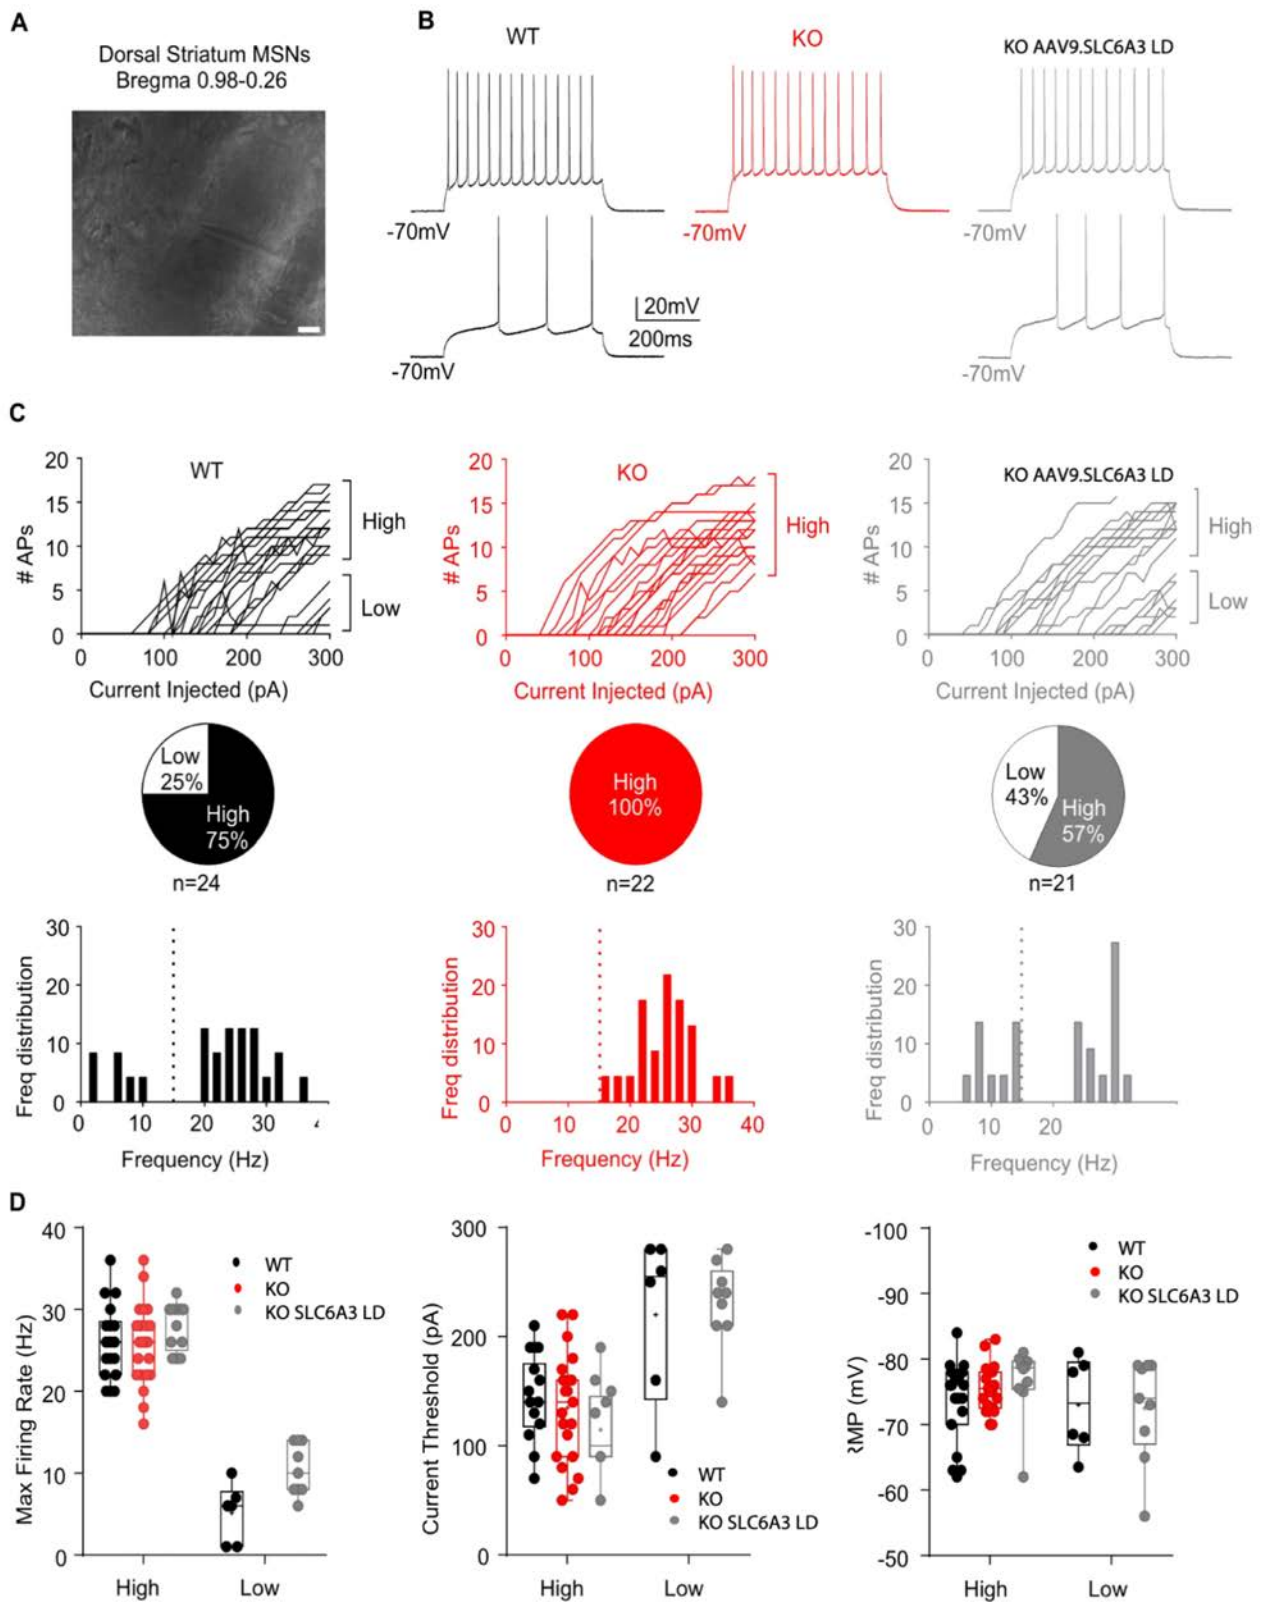 A
Dorsal Striatum MSNs
Bregma 0.98-0.26
B
WT
KO
KO AAV9.SLC6A3 LD
-70mV
-70mV
-70mV
20mV
200ms
-70mV
-70mV
C
WT
# APs
20
15
10
5
0
High
Low
0
100
200
300
Current Injected (pA)
KO
# APs
20
15
10
5
0
High
0
100
200
300
Current Injected (pA)
KO AAV9.SLC6A3 LD
# APs
20
15
10
5
0
High
Low
0
100
200
300
Current Injected (pA)
Low
25%
High
75%
n=24
High
100%
n=22
Low
43%
High
57%
n=21
Freq distribution
30
20
10
0
0
10
20
30
Frequency (Hz)
Freq distribution
30
20
10
0
0
10
20
30
40
Frequency (Hz)
Freq distribution
30
20
10
0
0
10
20
Frequency (Hz)
D
Max Firing Rate (Hz)
40
30
20
10
0
WT
KO
KO SLC6A3 LD
High
Low
Current Threshold (pA)
300
200
100
0
WT
KO
KO SLC6A3 LD
High
Low
RMP (mV)
-100
-90
-80
-70
-60
-50
WT
KO
KO SLC6A3 LD
High
Low